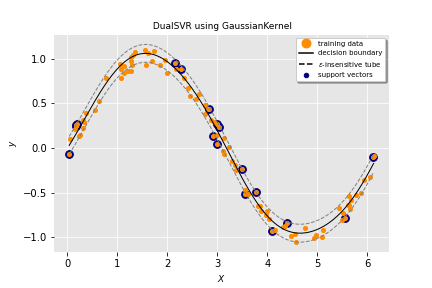 DualSVR using GaussianKernel
training data
decision boundary
ε-insensitive tube
support vectors
1.0
0.5
0.0
−0.5
−1.0
y
0 1 2 3 4 5 6
X